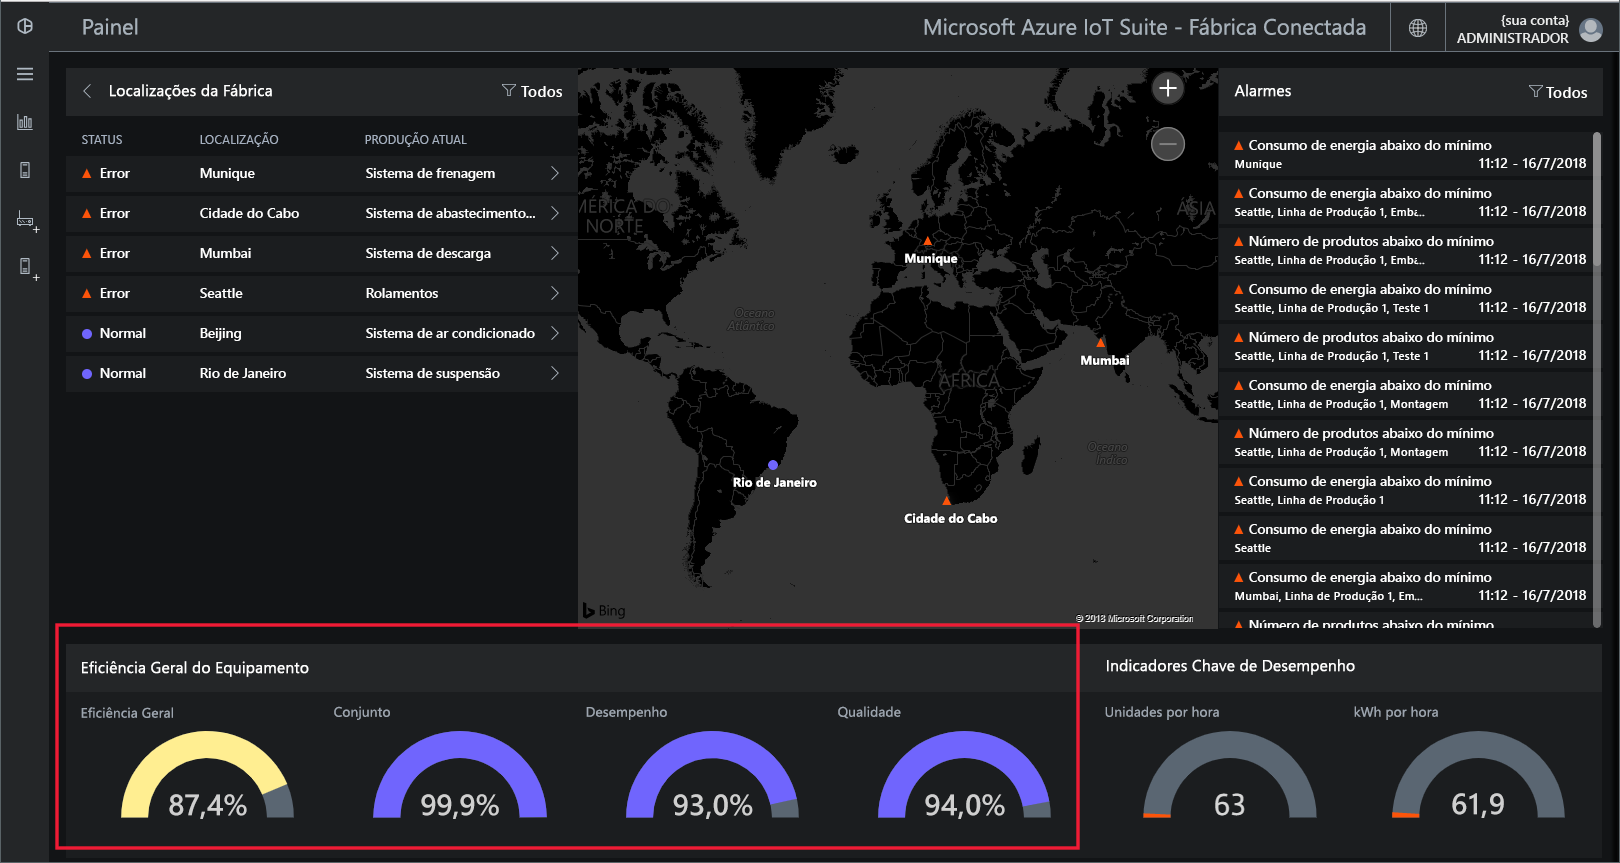 Painel
Microsoft Azure IoT Suite - Fábrica Conectada
{sua conta}
ADMINISTRADOR
Localizações da Fábrica
Todos
STATUS LOCALIZAÇÃO PRODUÇÃO ATUAL
Error Munique Sistema de frenagem
Error Cidade do Cabo Sistema de abastecimento...
Error Mumbai Sistema de descarga
Error Seattle Rolamentos
Normal Beijing Sistema de ar condicionado
Normal Rio de Janeiro Sistema de suspensão
MÉRICA DO
NORTE
ÁSIA
Munique
Oceano
Atlântico
Mumbai
ÁFRICA
Oceano
Índico
Rio de Janeiro
Cidade do Cabo
Bing
© 2018 Microsoft Corporation
Alarmes
Todos
Consumo de energia abaixo do mínimo
Munique 11:12 - 16/7/2018
Consumo de energia abaixo do mínimo
Seattle, Linha de Produção 1, Emba... 11:12 - 16/7/2018
Número de produtos abaixo do mínimo
Seattle, Linha de Produção 1, Emba... 11:12 - 16/7/2018
Consumo de energia abaixo do mínimo
Seattle, Linha de Produção 1, Teste 1 11:12 - 16/7/2018
Número de produtos abaixo do mínimo
Seattle, Linha de Produção 1, Teste 1 11:12 - 16/7/2018
Consumo de energia abaixo do mínimo
Seattle, Linha de Produção 1, Montagem 11:12 - 16/7/2018
Número de produtos abaixo do mínimo
Seattle, Linha de Produção 1, Montagem 11:12 - 16/7/2018
Consumo de energia abaixo do mínimo
Seattle, Linha de Produção 1 11:12 - 16/7/2018
Consumo de energia abaixo do mínimo
Seattle 11:12 - 16/7/2018
Consumo de energia abaixo do mínimo
Mumbai, Linha de Produção 1, Em... 11:12 - 16/7/2018
Número de produtos abaixo do mínimo
Eficiência Geral do Equipamento
Eficiência Geral Conjunto Desempenho Qualidade
87,4% 99,9% 93,0% 94,0%
Indicadores Chave de Desempenho
Unidades por hora kWh por hora
63 61,9